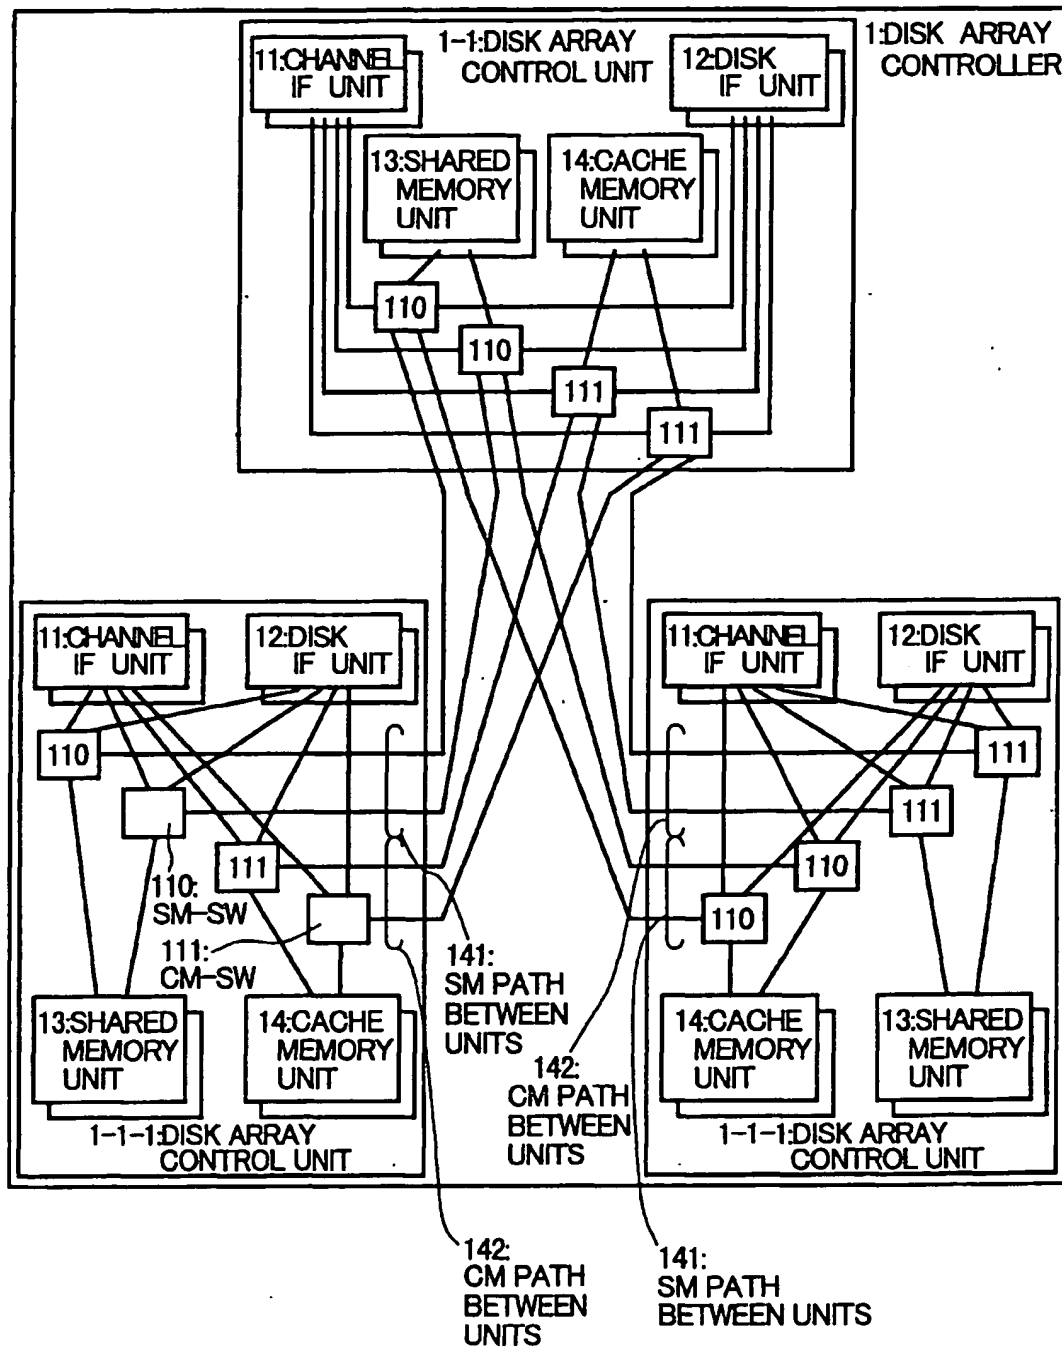 1:DISK ARRAY
CONTROLLER
1-1:DISK ARRAY
CONTROL UNIT
11:CHANNEL
IF UNIT
12:DISK
IF UNIT
13:SHARED
MEMORY
UNIT
14:CACHE
MEMORY
UNIT
110
110
111
111
11:CHANNEL
IF UNIT
12:DISK
IF UNIT
110
111
110:
SM-SW
111:
CM-SW
13:SHARED
MEMORY
UNIT
14:CACHE
MEMORY
UNIT
1-1-1:DISK ARRAY
CONTROL UNIT
141:
SM PATH
BETWEEN
UNITS
142:
CM PATH
BETWEEN
UNITS
11:CHANNEL
IF UNIT
12:DISK
IF UNIT
111
111
110
110
14:CACHE
MEMORY
UNIT
13:SHARED
MEMORY
UNIT
1-1-1:DISK ARRAY
CONTROL UNIT
142:
CM PATH
BETWEEN
UNITS
141:
SM PATH
BETWEEN UNITS